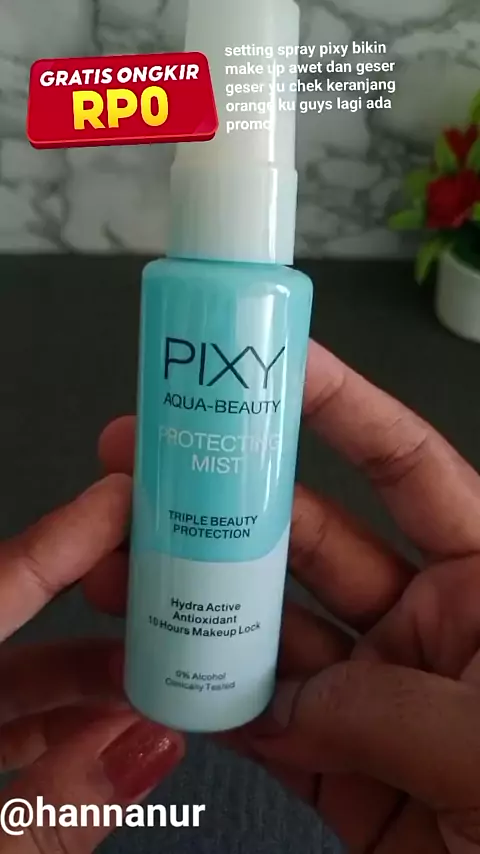 GRATIS ONGKIR
RP0
setting spray pixy bikin
make up awet dan geser
geser yu chek keranjang
orange ku guys lagi ada
promo
PIXY
AQUA-BEAUTY
PROTECTING
MIST
TRIPLE BEAUTY
PROTECTION
Hydra Active
Antioxidant
10 Hours Makeup Lock
0% Alcohol
Clinically Tested
@hannanur